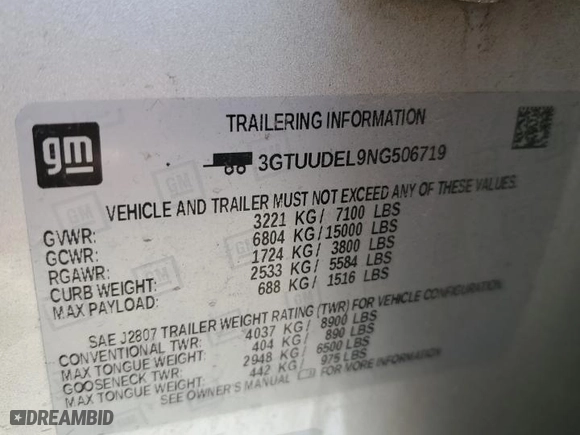 gm
TRAILERING INFORMATION
3GTUUDEL9NG506719
VEHICLE AND TRAILER MUST NOT EXCEED ANY OF THESE VALUES.
GVWR: 3221 KG/ 7100 LBS
GCWR: 6804 KG/15000 LBS
RGAWR: 1724 KG/ 3800 LBS
CURB WEIGHT: 2533 KG/ 5584 LBS
MAX PAYLOAD: 688 KG/ 1516 LBS
SAE J2807 TRAILER WEIGHT RATING (TWR) FOR VEHICLE CONFIGURATION.
CONVENTIONAL TWR: 4037 KG/ 8900 LBS
MAX TONGUE WEIGHT: 404 KG/ 890 LBS
GOOSENECK TWR: 2948 KG/ 6500 LBS
MAX TONGUE WEIGHT: 442 KG/ 975 LBS
SEE OWNER'S MANUAL FOR MORE INFORMATION
DREAMBID